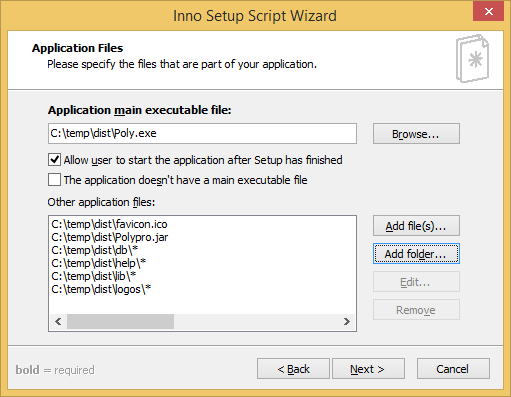 Inno Setup Script Wizard
Application Files
Please specify the files that are part of your application.
Application main executable file:
C:\temp\dist\Poly.exe
Browse...
Allow user to start the application after Setup has finished
The application doesn't have a main executable file
Other application files:
C:\temp\dist\favicon.ico
C:\temp\dist\Polypro.jar
C:\temp\dist\db\*
C:\temp\dist\help\*
C:\temp\dist\lib\*
C:\temp\dist\logos\*
Add file(s)...
Add folder...
Edit...
Remove
bold = required
< Back
Next >
Cancel